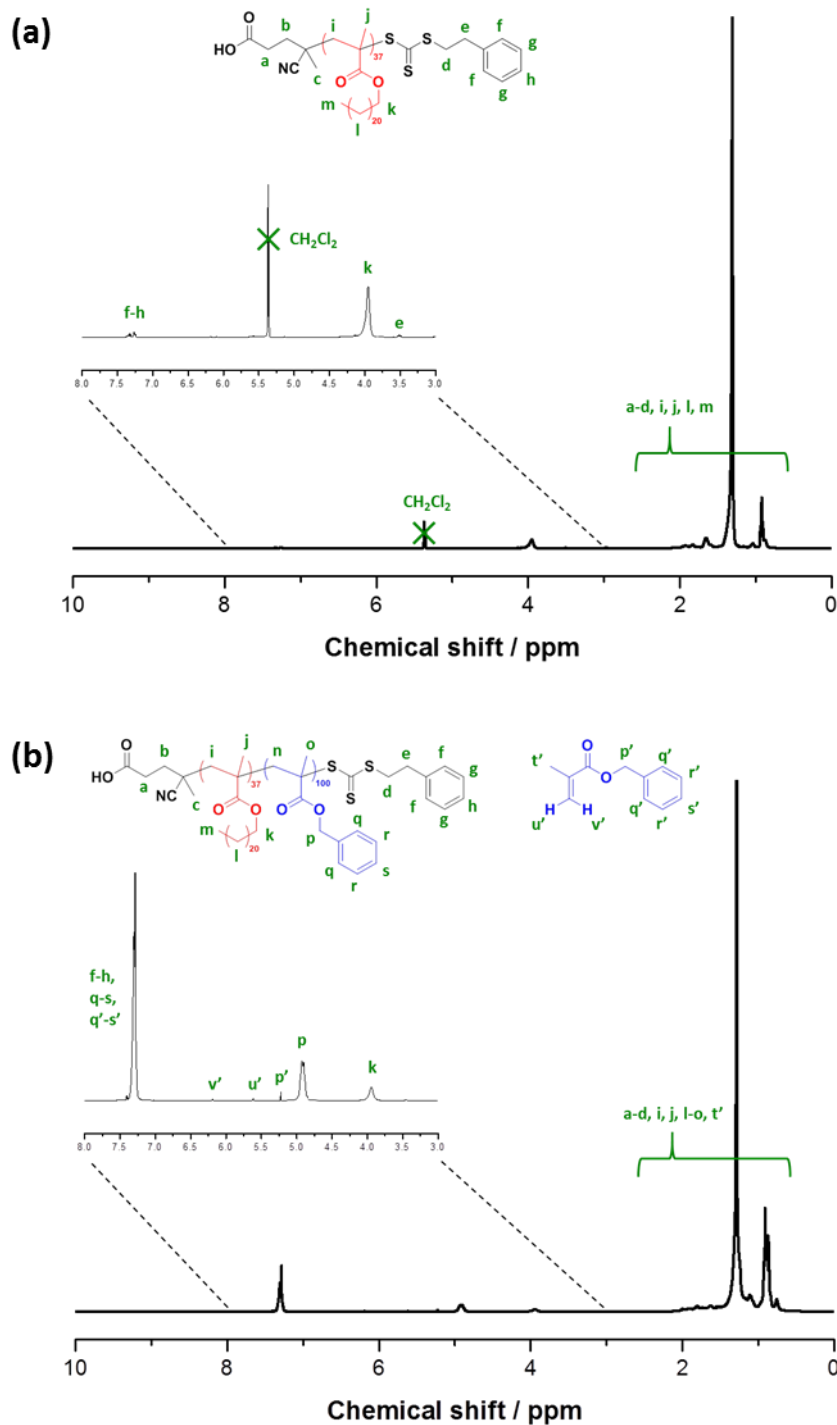 (a)
b i j
O HO a NC c
37
S S S
e f g h
d f g
O O
m k
20
l
CH₂Cl₂
k
f-h
e
8.0 7.5 7.0 6.5 6.0 5.5 5.0 4.5 4.0 3.5 3.0
a-d, i, j, l, m
CH₂Cl₂
10 8 6 4 2 0
Chemical shift / ppm
(b)
b i j n o
O HO a NC c
37 100
S S S
e f g h
d f g
O O O O
m k
20
l
p q r s
q r
t' O O p' q' r'
s'
H H q' r'
u' v'
f-h,
q-s,
q'-s'
v' u' p' p k
8.0 7.5 7.0 6.5 6.0 5.5 5.0 4.5 4.0 3.5 3.0
a-d, i, j, l-o, t'
10 8 6 4 2 0
Chemical shift / ppm